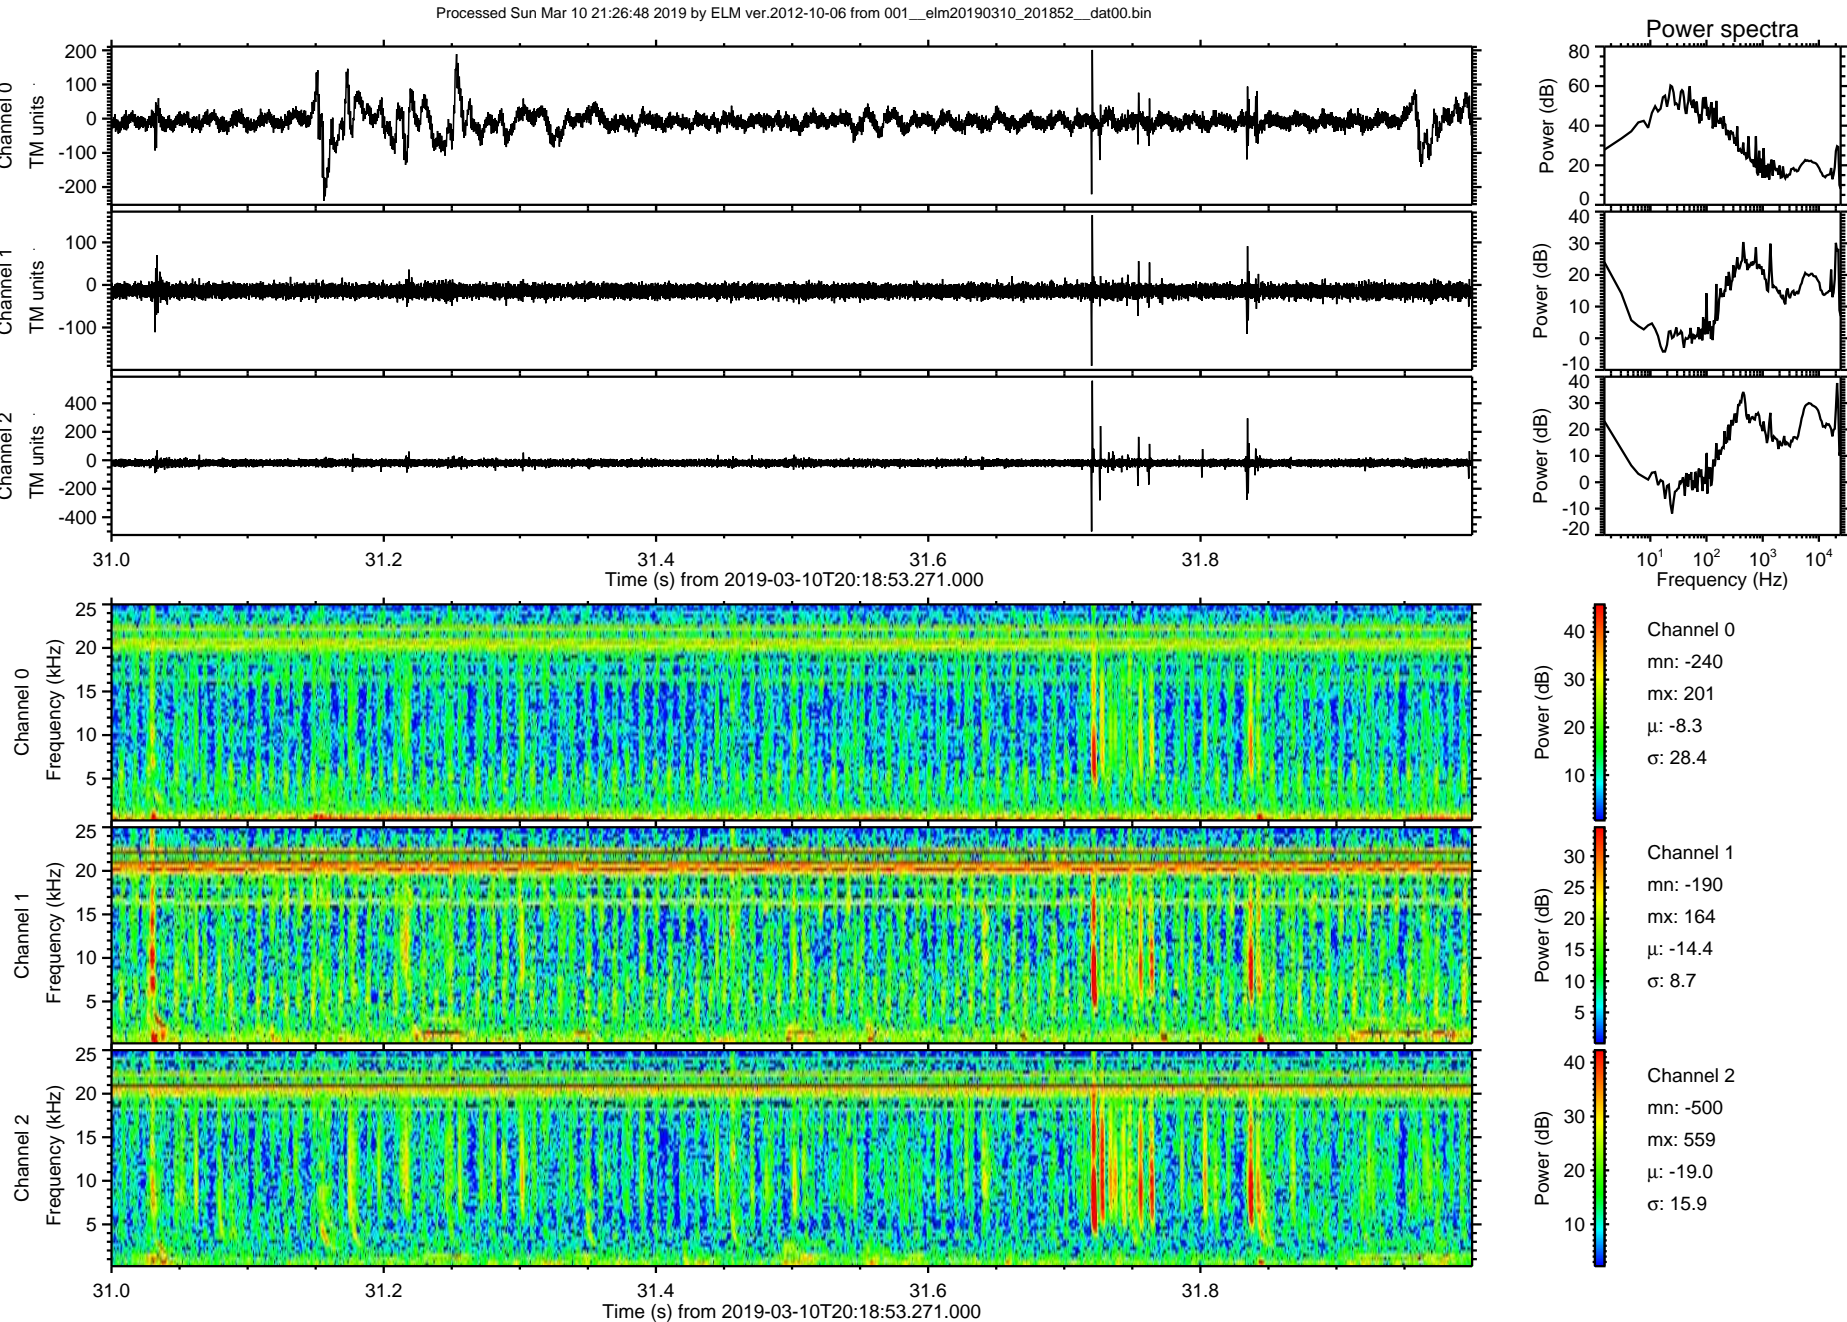 Processed Sun Mar 10 21:26:48 2019 by ELM ver.2012-10-06 from 001__elm20190310_201852__dat00.bin
Power spectra
Channel 0
TM units
200
100
0
-100
-200
Power (dB)
80
60
40
20
0
Channel 1
TM units
100
0
-100
Power (dB)
40
30
20
10
0
-10
Channel 2
TM units
400
200
0
-200
-400
Power (dB)
40
30
20
10
0
-10
-20
31.0 31.2 31.4 31.6 31.8
Time (s) from 2019-03-10T20:18:53.271.000
10^1 10^2 10^3 10^4
Frequency (Hz)
Channel 0
Frequency (kHz)
25
20
15
10
5
Power (dB)
40
30
20
10
Channel 0
mn: -240
mx: 201
μ: -8.3
σ: 28.4
Channel 1
Frequency (kHz)
25
20
15
10
5
Power (dB)
30
25
20
15
10
5
Channel 1
mn: -190
mx: 164
μ: -14.4
σ: 8.7
Channel 2
Frequency (kHz)
25
20
15
10
5
Power (dB)
40
30
20
10
Channel 2
mn: -500
mx: 559
μ: -19.0
σ: 15.9
31.0 31.2 31.4 31.6 31.8
Time (s) from 2019-03-10T20:18:53.271.000